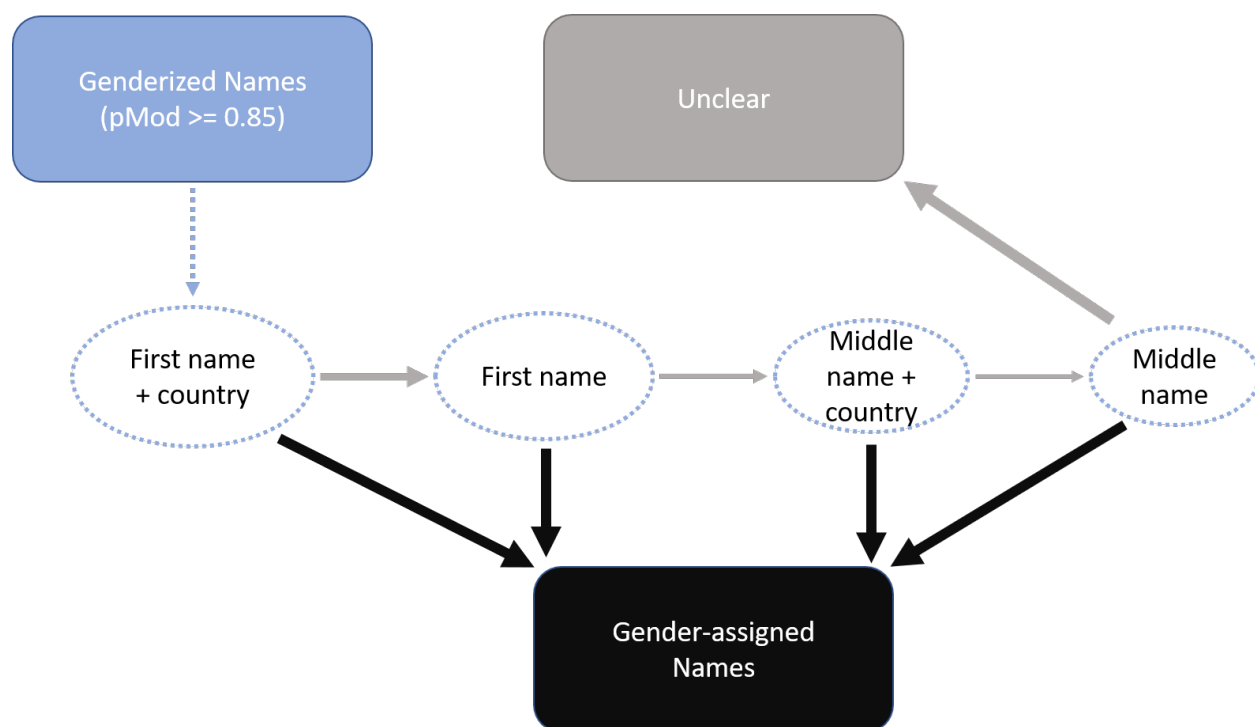 Genderized Names
(pMod >= 0.85)
Unclear
First name
+ country
First name
Middle
name +
country
Middle
name
Gender-assigned
Names